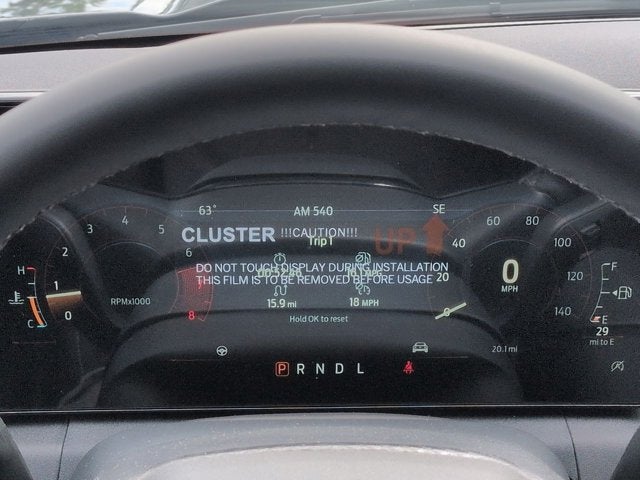 63° AM 540 SE
CLUSTER !!!CAUTION!!! UP
Trip 1
DO NOT TOUCH DISPLAY DURING INSTALLATION
THIS FILM IS TO BE REMOVED BEFORE USAGE
15.9 mi 18 MPH
Hold OK to reset
H
C
0
1
2
3
4
5
6
8
RPMx1000
0
20
40
60
80
100
120
140
0
MPH
F
E
29
mi to E
20.1 mi
P R N D L